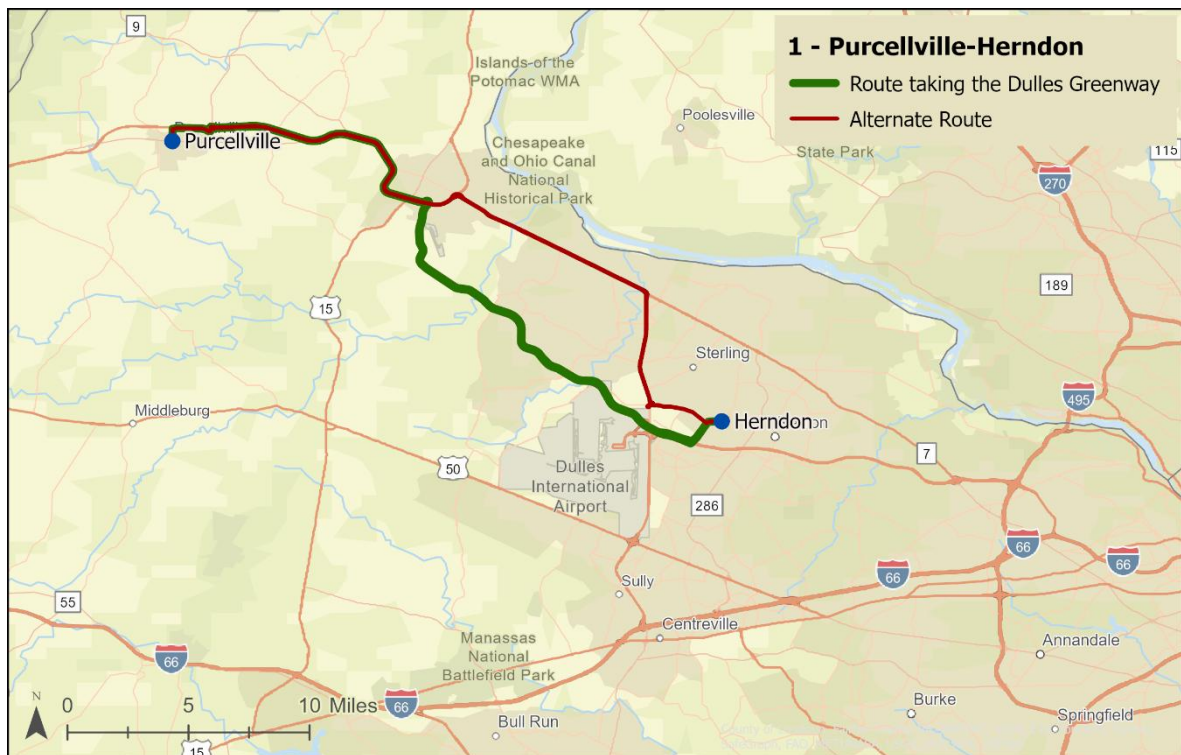 1 - Purcellville-Herndon
Route taking the Dulles Greenway
Alternate Route
9
Islands of the
Potomac WMA
Poolesville
115
State Park
Purcellville
Chesapeake
and Ohio Canal
National
Historical Park
270
189
15
Sterling
495
Middleburg
Herndon
50
7
Dulles
International
Airport
286
66
66
66
Sully
55
Centreville
Annandale
66
Manassas
National
Battlefield Park
N
0 5 10 Miles
66
Burke
Bull Run
Springfield
15